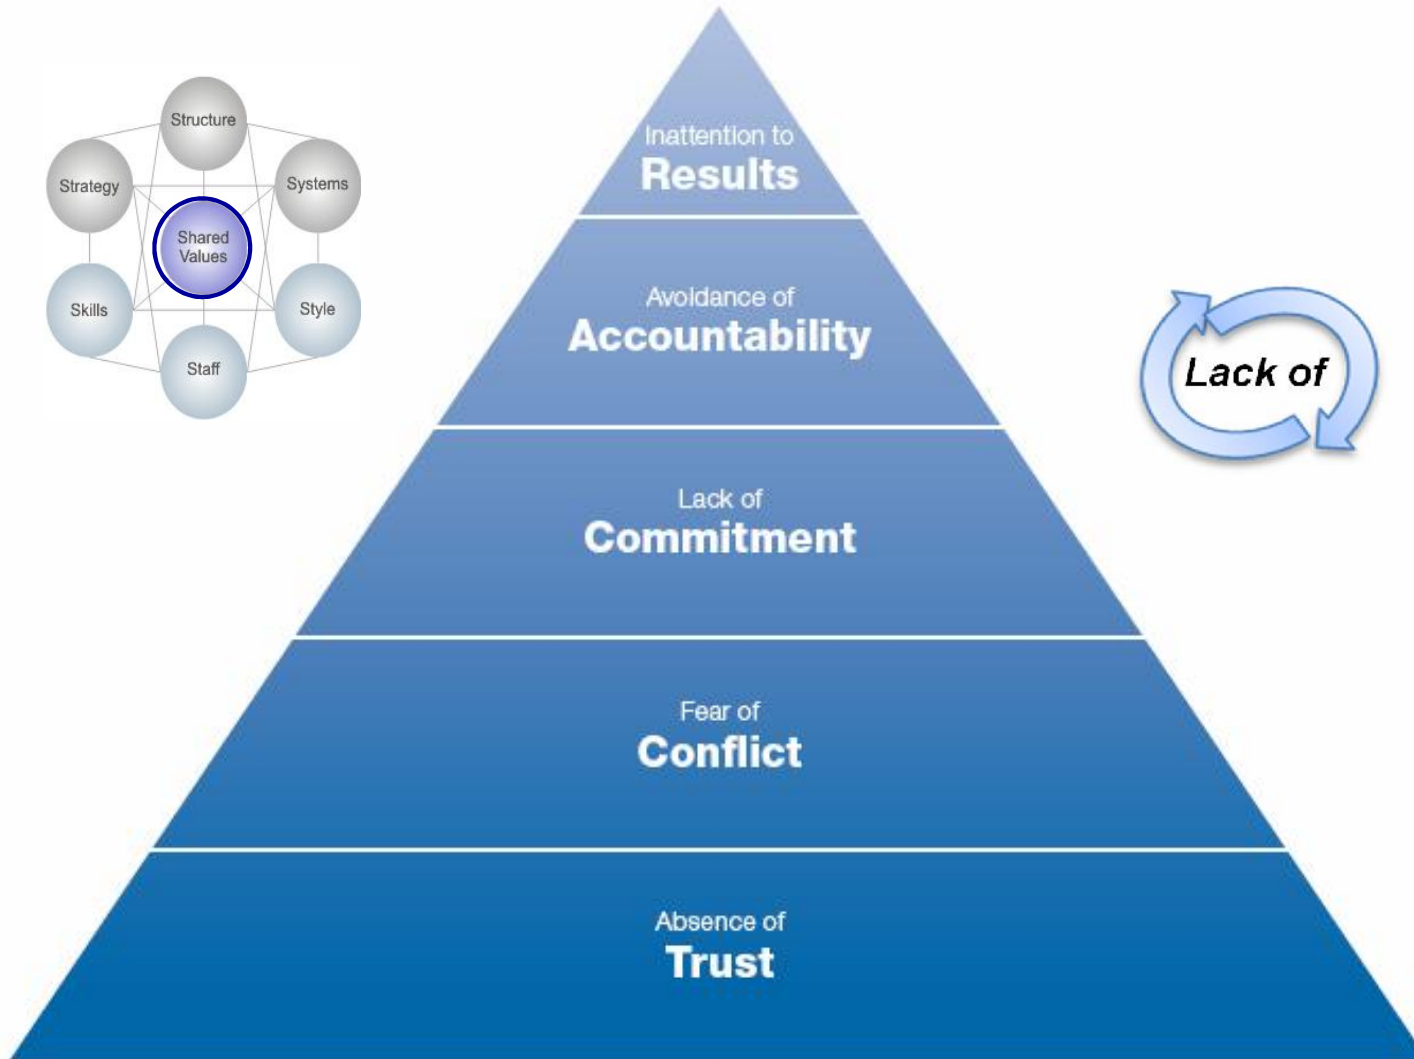 Structure
Strategy
Systems
Shared
Values
Skills
Style
Staff
Inattention to
Results
Avoidance of
Accountability
Lack of
Commitment
Fear of
Conflict
Absence of
Trust
Lack of